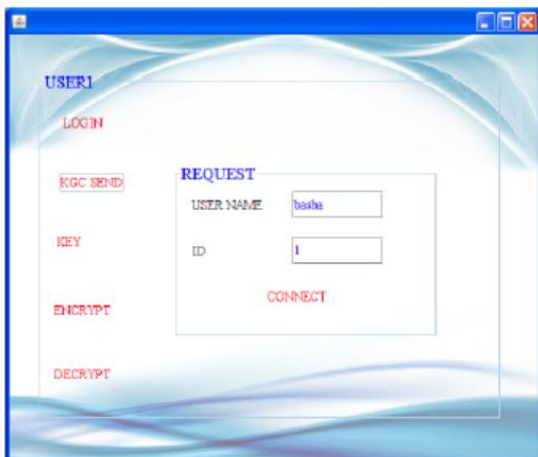 USER1
LOGIN
KGC SEND
KEY
ENCRYPT
DECRYPT
REQUEST
USER NAME basha
ID 1
CONNECT